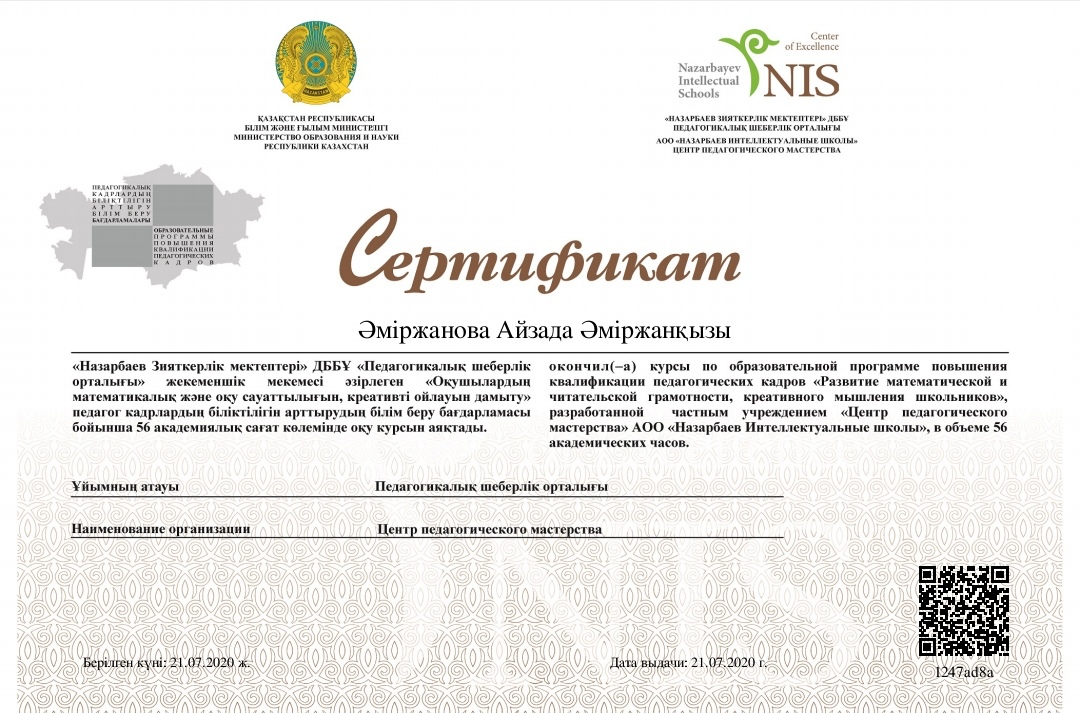 ҚАЗАҚСТАН РЕСПУБЛИКАСЫ
БІЛІМ ЖӘНЕ ҒЫЛЫМ МИНИСТРЛІГІ
МИНИСТЕРСТВО ОБРАЗОВАНИЯ И НАУКИ
РЕСПУБЛИКИ КАЗАХСТАН
Center
of Excellence
Nazarbayev
Intellectual
Schools
NIS
«НАЗАРБАЕВ ЗИЯТКЕРЛІК МЕКТЕПТЕРІ» ДББҰ
ПЕДАГОГИКАЛЫҚ ШЕБЕРЛІК ОРТАЛЫҒЫ
АОО «НАЗАРБАЕВ ИНТЕЛЛЕКТУАЛЬНЫЕ ШКОЛЫ»
ЦЕНТР ПЕДАГОГИЧЕСКОГО МАСТЕРСТВА
ПЕДАГОГИКАЛЫҚ
КАДРЛАРДЫҢ
БІЛІКТІЛІГІН
АРТТЫРУ
БІЛІМ БЕРУ
БАҒДАРЛАМАЛАРЫ
ОБРАЗОВАТЕЛЬНЫЕ
ПРОГРАММЫ
ПОВЫШЕНИЯ
КВАЛИФИКАЦИИ
ПЕДАГОГИЧЕСКИХ
КАДРОВ
Сертификат
Әміржанова Айзада Әміржанқызы
«Назарбаев Зияткерлік мектептері» ДББҰ «Педагогикалық шеберлік
орталығы» жекеменшік мекемесі әзірлеген «Оқушылардың
математикалық және оқу сауаттылығын, креативті ойлауын дамыту»
педагог кадрлардың біліктілігін арттырудың білім беру бағдарламасы
бойынша 56 академиялық сағат көлемінде оқу курсын аяқтады.
окончил(−а) курсы по образовательной программе повышения
квалификации педагогических кадров «Развитие математической и
читательской грамотности, креативного мышления школьников»,
разработанной частным учреждением «Центр педагогического
мастерства» АОО «Назарбаев Интеллектуальные школы», в объеме 56
академических часов.
Ұйымның атауы Педагогикалық шеберлік орталығы
Наименование организации Центр педагогического мастерства
Берілген күні: 21.07.2020 ж. Дата выдачи: 21.07.2020 г.
1247ad8a